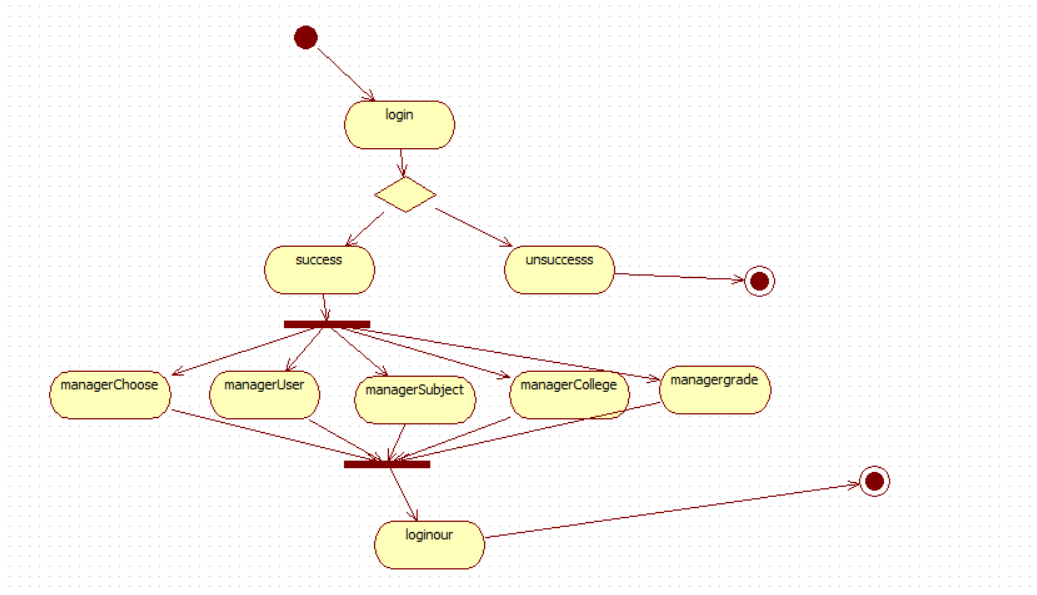 login
success
unsuccesss
managerChoose
managerUser
managerSubject
managerCollege
managergrade
loginour